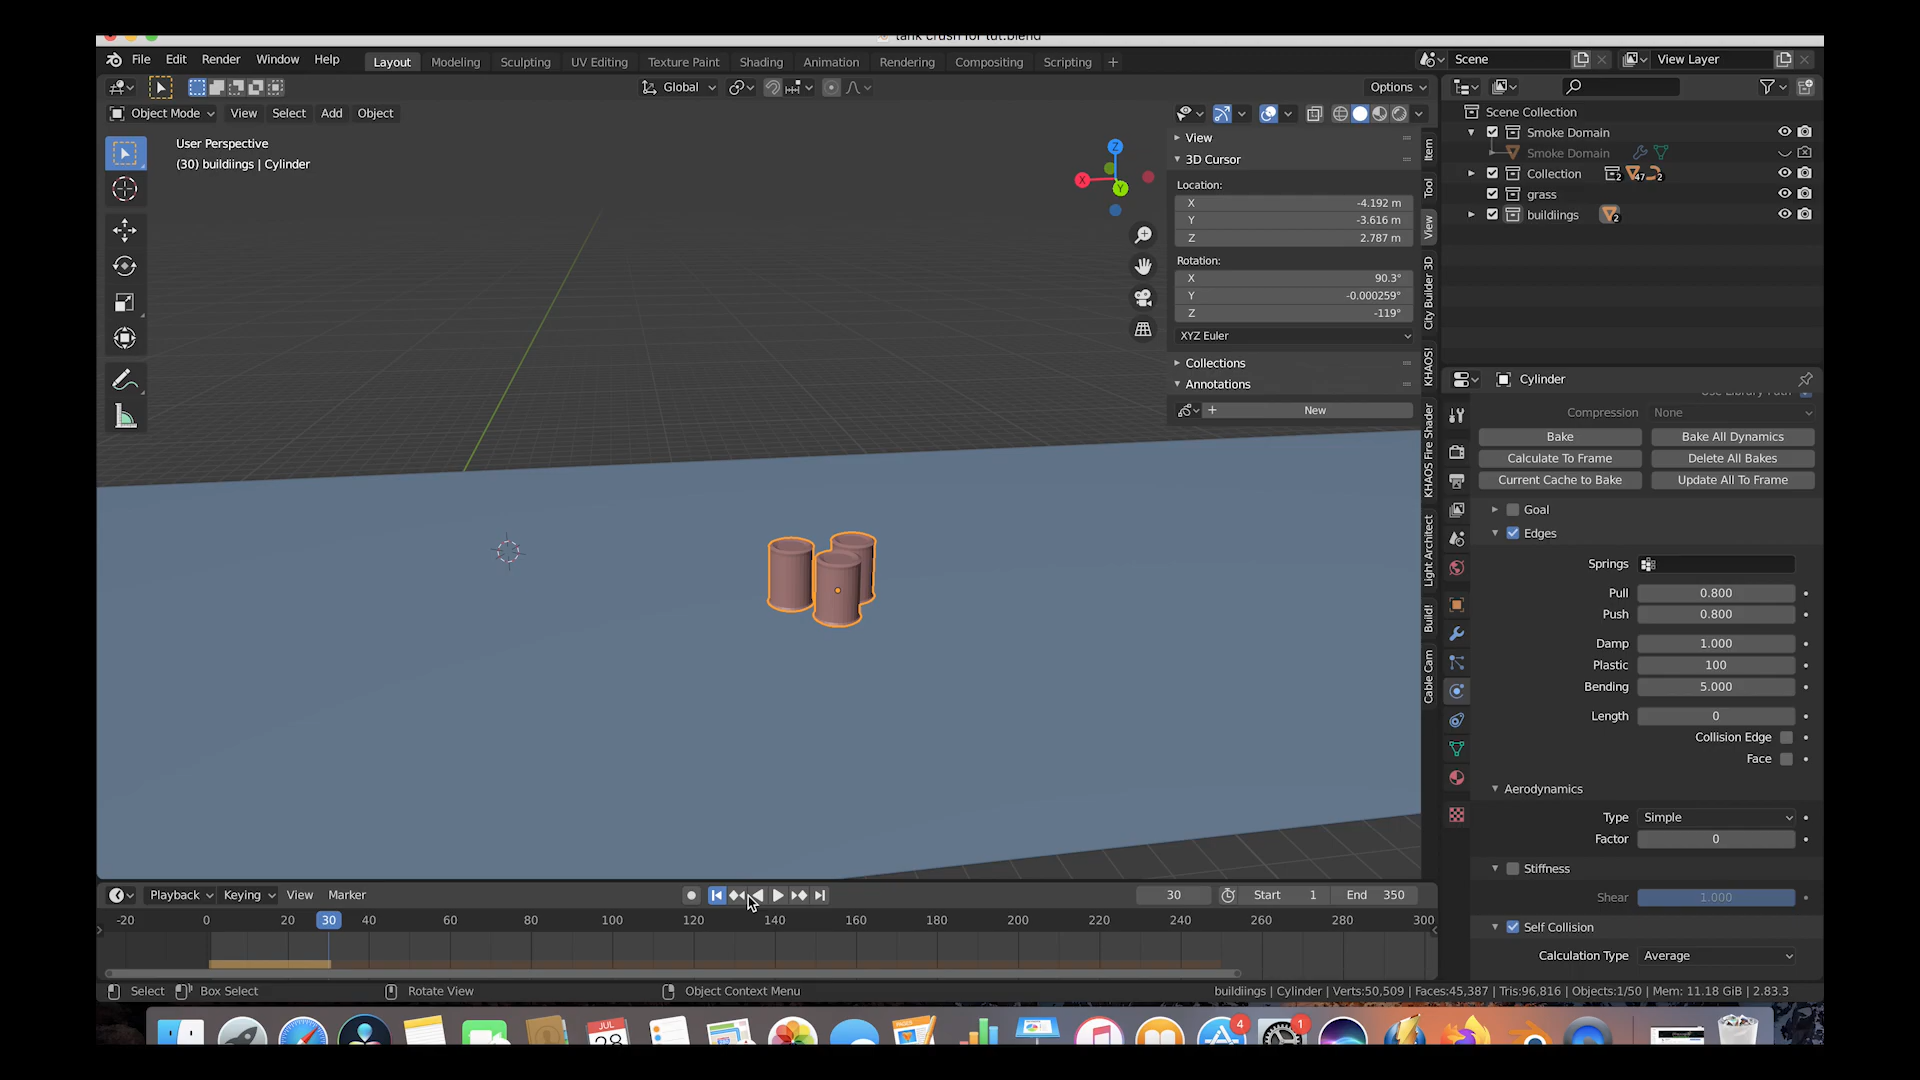 tank crush for tut.blend
File Edit Render Window Help Layout Modeling Sculpting UV Editing Texture Paint Shading Animation Rendering Compositing Scripting + Scene View Layer
Global Options
Object Mode View Select Add Object
User Perspective
(30) buildiings | Cylinder
Z
X
Y
View
3D Cursor
Location:
X -4.192 m
Y -3.616 m
Z 2.787 m
Rotation:
X 90.3°
Y -0.000259°
Z -119°
XYZ Euler
Collections
Annotations
New
Item
Tool
View
City Builder 3D
KHAOS!
KHAOS Fire Shader
Light Architect
Build!
Cable Cam
Scene Collection
Smoke Domain
Smoke Domain
Collection 2 47 2
grass
buildiings 2
Cylinder
Compression None
Bake Bake All Dynamics
Calculate To Frame Delete All Bakes
Current Cache to Bake Update All To Frame
Goal
Edges
Springs
Pull 0.800
Push 0.800
Damp 1.000
Plastic 100
Bending 5.000
Length 0
Collision Edge
Face
Aerodynamics
Type Simple
Factor 0
Stiffness
Shear 1.000
Self Collision
Calculation Type Average
Playback Keying View Marker 30 Start 1 End 350
-20 0 20 30 40 60 80 100 120 140 160 180 200 220 240 260 280 300
Select Box Select Rotate View Object Context Menu buildiings | Cylinder | Verts:50,509 | Faces:45,387 | Tris:96,816 | Objects:1/50 | Mem: 11.18 GiB | 2.83.3
JUL
28
4
1